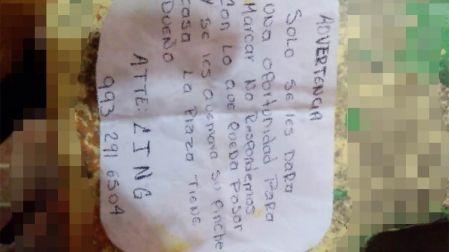 ADVERTENCIA
SOLO SE LES DARA
UNA OPORTUNIDAD PARA
MARCAR NO RESPONDEMOS
CON LO QUE PUEDA PASAR
Y SE LES QUEMARA SU PINCHE
CASA LA PLAZA TIENE
DUEÑO
ATTE: LING
993 291 6504